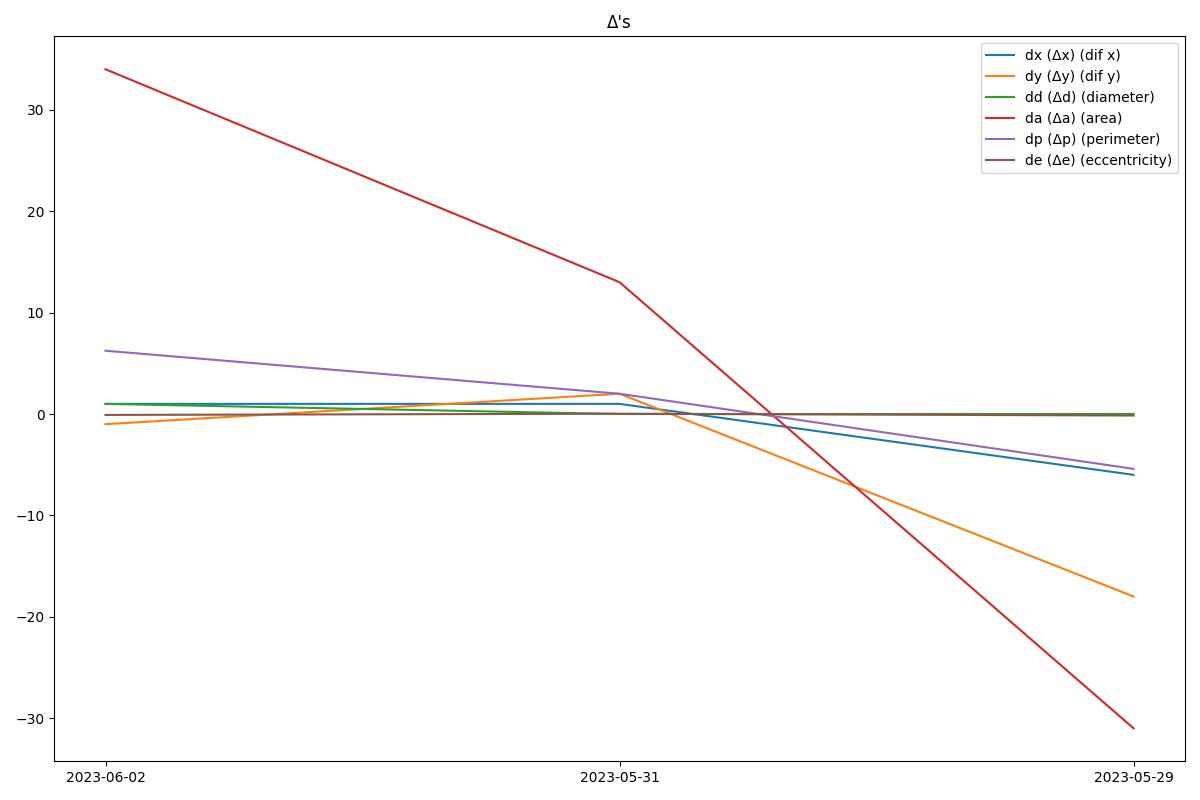 Δ's
dx (Δx) (dif x)
dy (Δy) (dif y)
dd (Δd) (diameter)
da (Δa) (area)
dp (Δp) (perimeter)
de (Δe) (eccentricity)
30
20
10
0
−10
−20
−30
2023-06-02 2023-05-31 2023-05-29